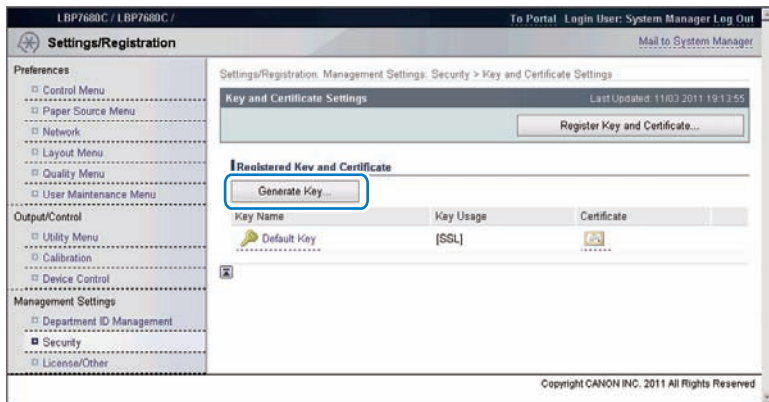 LBP7680C / LBP7680C /
To Portal Login User: System Manager Log Out
Settings/Registration
Mail to System Manager
Preferences
Control Menu
Paper Source Menu
Network
Layout Menu
Quality Menu
User Maintenance Menu
Output/Control
Utility Menu
Calibration
Device Control
Management Settings
Department ID Management
Security
License/Other
Settings/Registration: Management Settings: Security > Key and Certificate Settings
Key and Certificate Settings
Last Updated: 11/03 2011 19:13:55
Register Key and Certificate...
Registered Key and Certificate
Generate Key...
Key Name Key Usage Certificate
Default Key [SSL]
Copyright CANON INC. 2011 All Rights Reserved